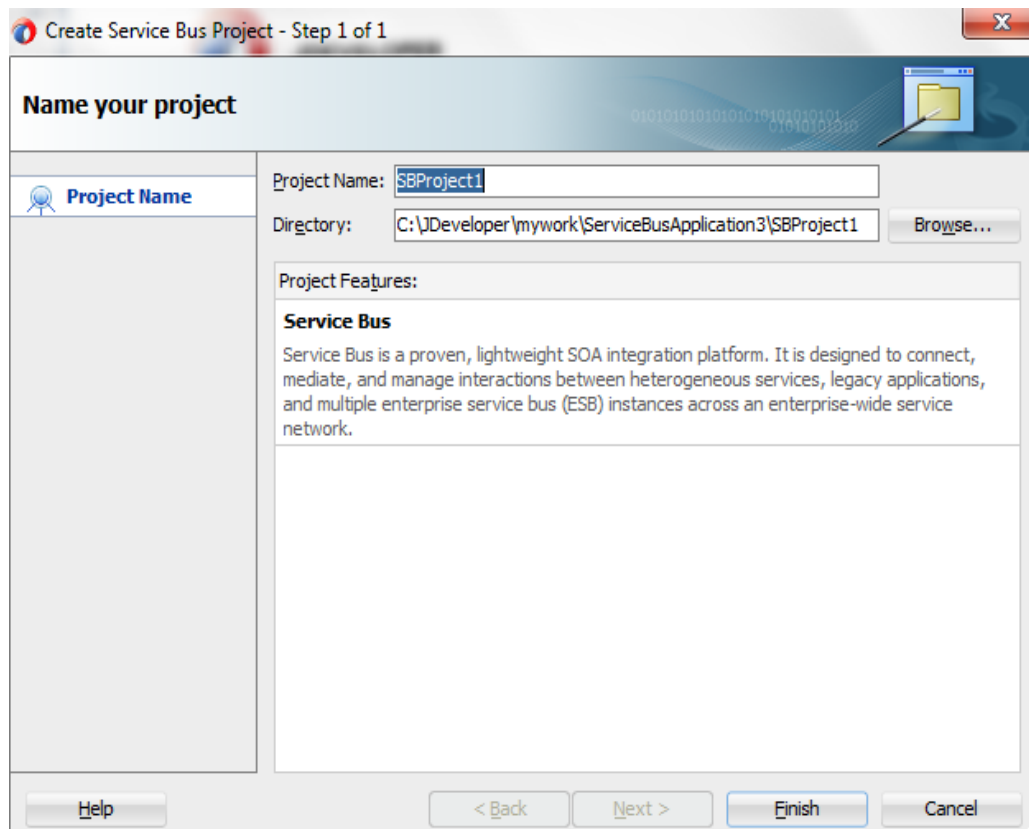 Create Service Bus Project - Step 1 of 1
Name your project
Project Name
Project Name: SBProject1
Directory: C:\JDeveloper\mywork\ServiceBusApplication3\SBProject1 Browse...
Project Features:
Service Bus
Service Bus is a proven, lightweight SOA integration platform. It is designed to connect,
mediate, and manage interactions between heterogeneous services, legacy applications,
and multiple enterprise service bus (ESB) instances across an enterprise-wide service
network.
Help < Back Next > Finish Cancel